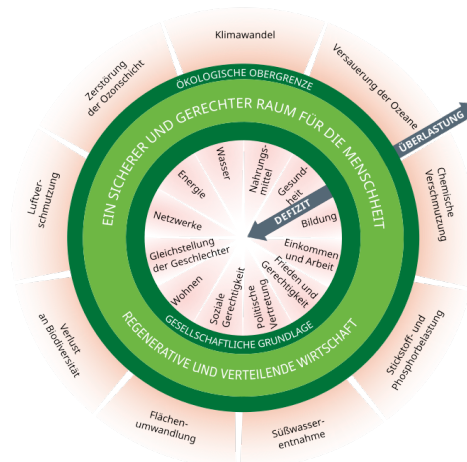 Klimawandel
Versauerung der Ozeane
Chemische
Verschmutzung
Stickstoff- und
Phosphorbelastung
Süßwasser-
entnahme
Flächen-
umwandlung
Verlust
an Biodiversität
Luftver-
schmutzung
Zerstörung
der Ozonschicht
ÜBERLASTUNG
ÖKOLOGISCHE OBERGRENZE
EIN SICHERER UND GERECHTER RAUM FÜR DIE MENSCHHEIT
Wasser
Nahrungs-
mittel
Gesund-
heit
Bildung
Einkommen
und Arbeit
Frieden und
Gerechtigkeit
Politische
Vertretung
Soziale
Gerechtigkeit
Wohnen
Gleichstellung
der Geschlechter
Netzwerke
Energie
DEFIZIT
GESELLSCHAFTLICHE GRUNDLAGE
REGENERATIVE UND VERTEILENDE WIRTSCHAFT